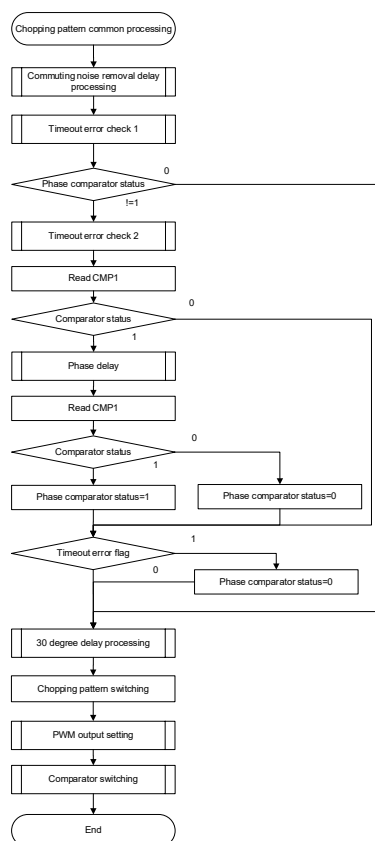 Chopping pattern common processing
Commuting noise removal delay
processing
Timeout error check 1
0
Phase comparator status
!=1
Timeout error check 2
Read CMP1
0
Comparator status
1
Phase delay
Read CMP1
0
Comparator status
1
Phase comparator status=1
Phase comparator status=0
1
Timeout error flag
0
Phase comparator status=0
30 degree delay processing
Chopping pattern switching
PWM output setting
Comparator switching
End